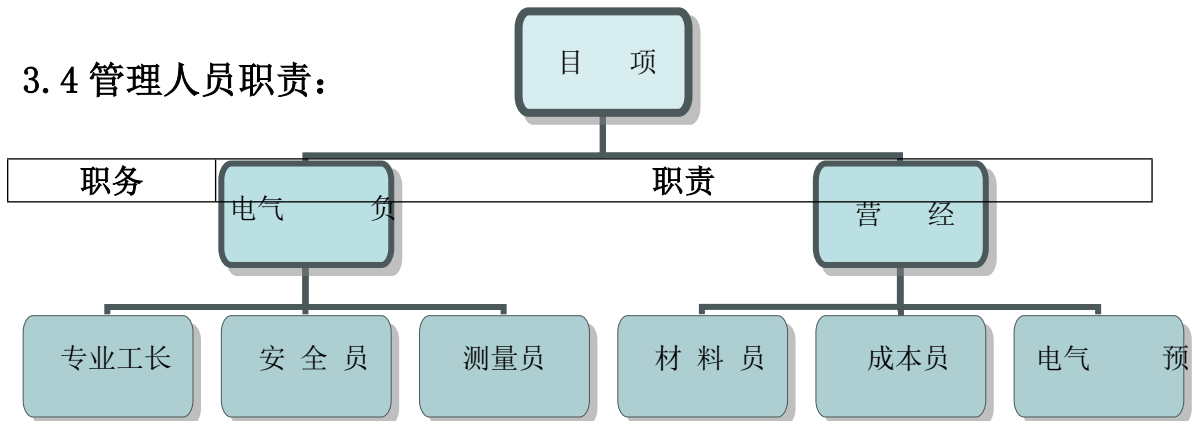 目 项
3.4 管理人员职责：
职务 职责
电气 负
营 经
专业工长 安 全 员 测量员 材 料 员 成本员 电气 预